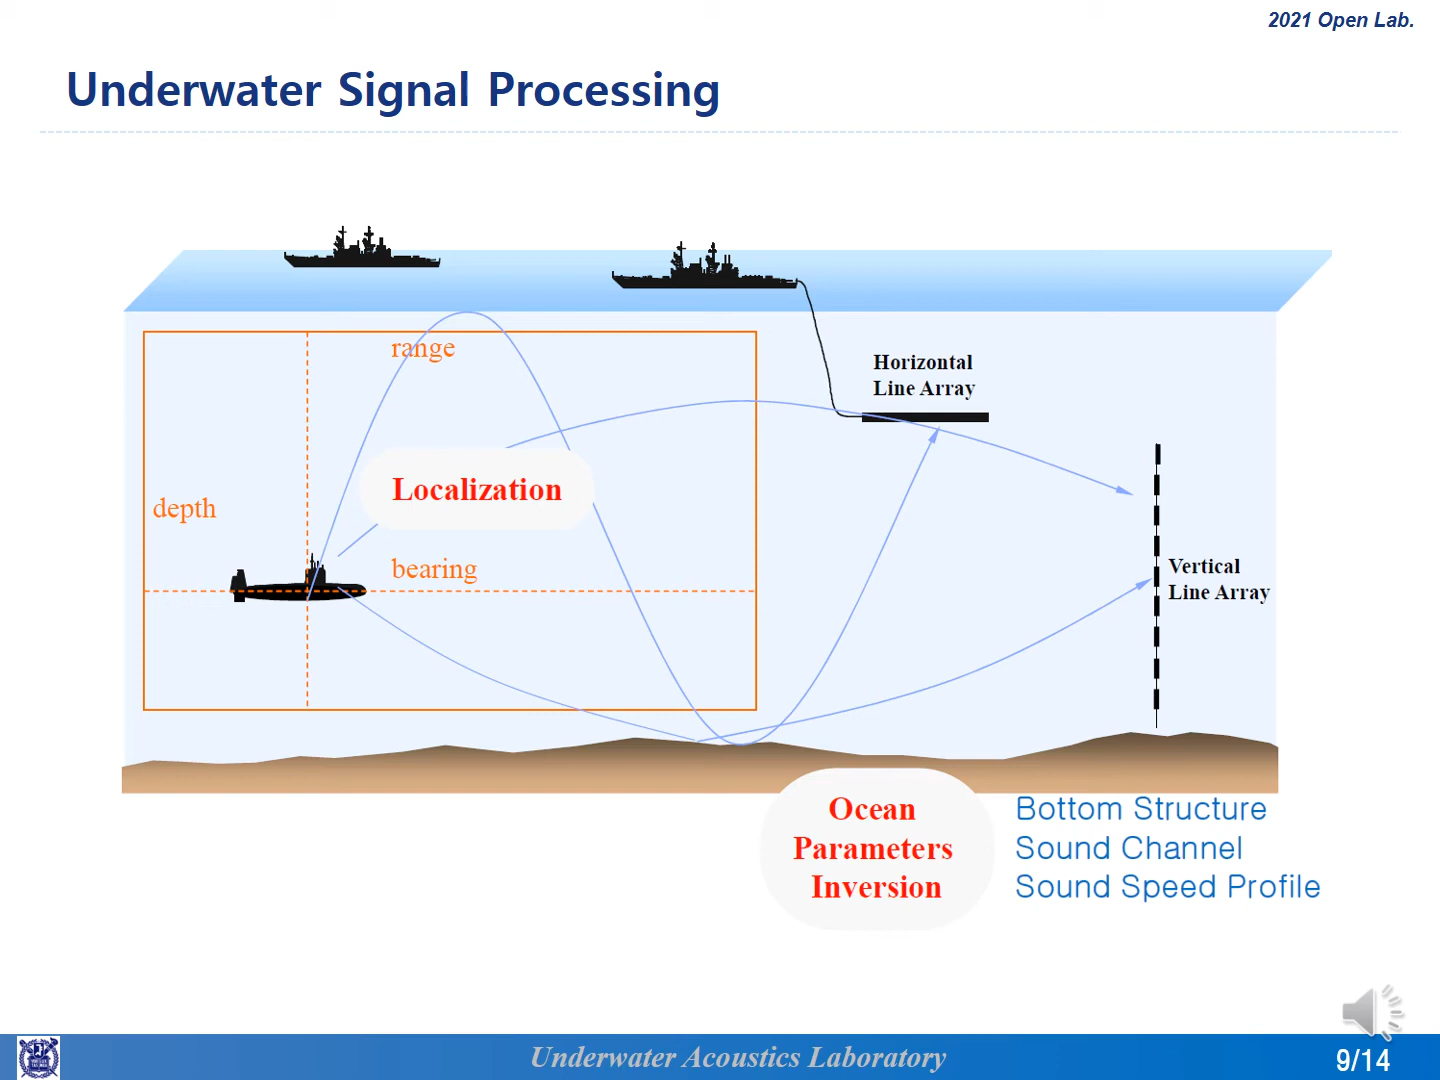 2021 Open Lab.
Underwater Signal Processing
range
Horizontal
Line Array
Localization
depth
bearing
Vertical
Line Array
Ocean
Parameters
Inversion
Bottom Structure
Sound Channel
Sound Speed Profile
Underwater Acoustics Laboratory
9/14